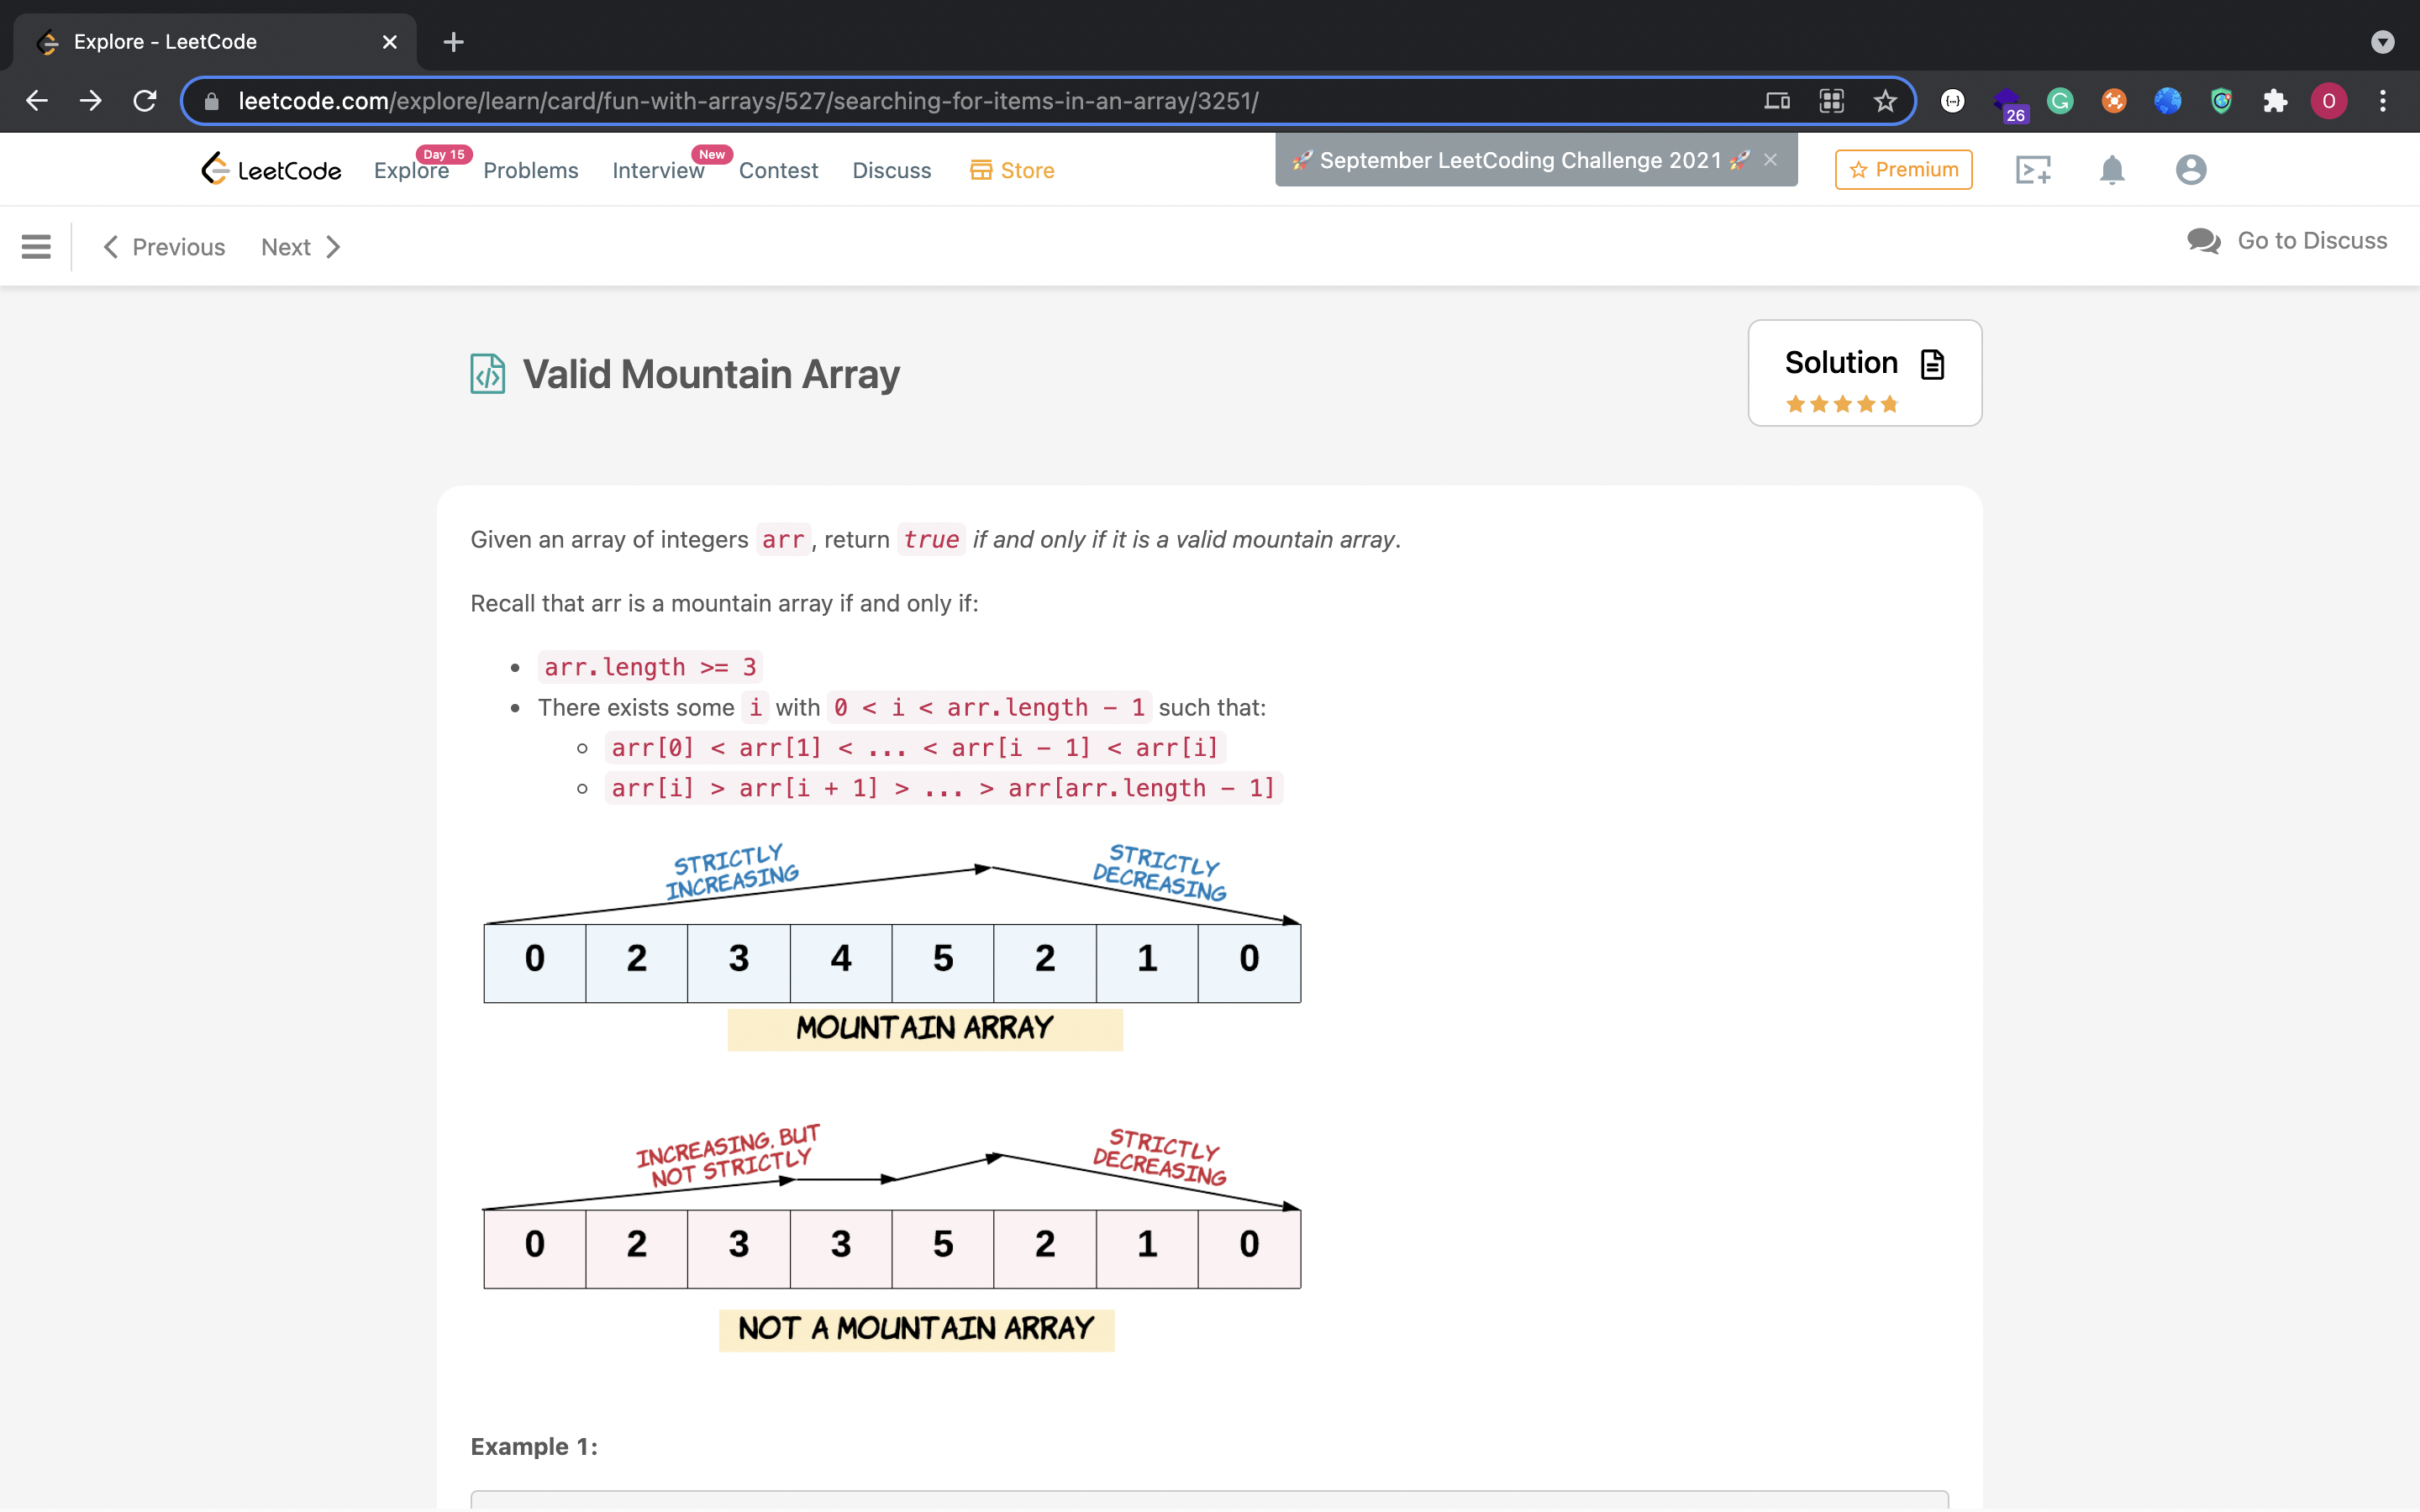 Explore - LeetCode
leetcode.com/explore/learn/card/fun-with-arrays/527/searching-for-items-in-an-array/3251/
26
O
LeetCode
Explore
Day 15
Problems
Interview
New
Contest
Discuss
Store
🚀 September LeetCoding Challenge 2021 🚀
Premium
Previous
Next
Go to Discuss
Valid Mountain Array
Solution
Given an array of integers arr, return true if and only if it is a valid mountain array.
Recall that arr is a mountain array if and only if:
arr.length >= 3
There exists some i with 0 < i < arr.length - 1 such that:
arr[0] < arr[1] < ... < arr[i - 1] < arr[i]
arr[i] > arr[i + 1] > ... > arr[arr.length - 1]
STRICTLY
INCREASING
STRICTLY
DECREASING
0 2 3 4 5 2 1 0
MOUNTAIN ARRAY
INCREASING. BUT
NOT STRICTLY
STRICTLY
DECREASING
0 2 3 3 5 2 1 0
NOT A MOUNTAIN ARRAY
Example 1: